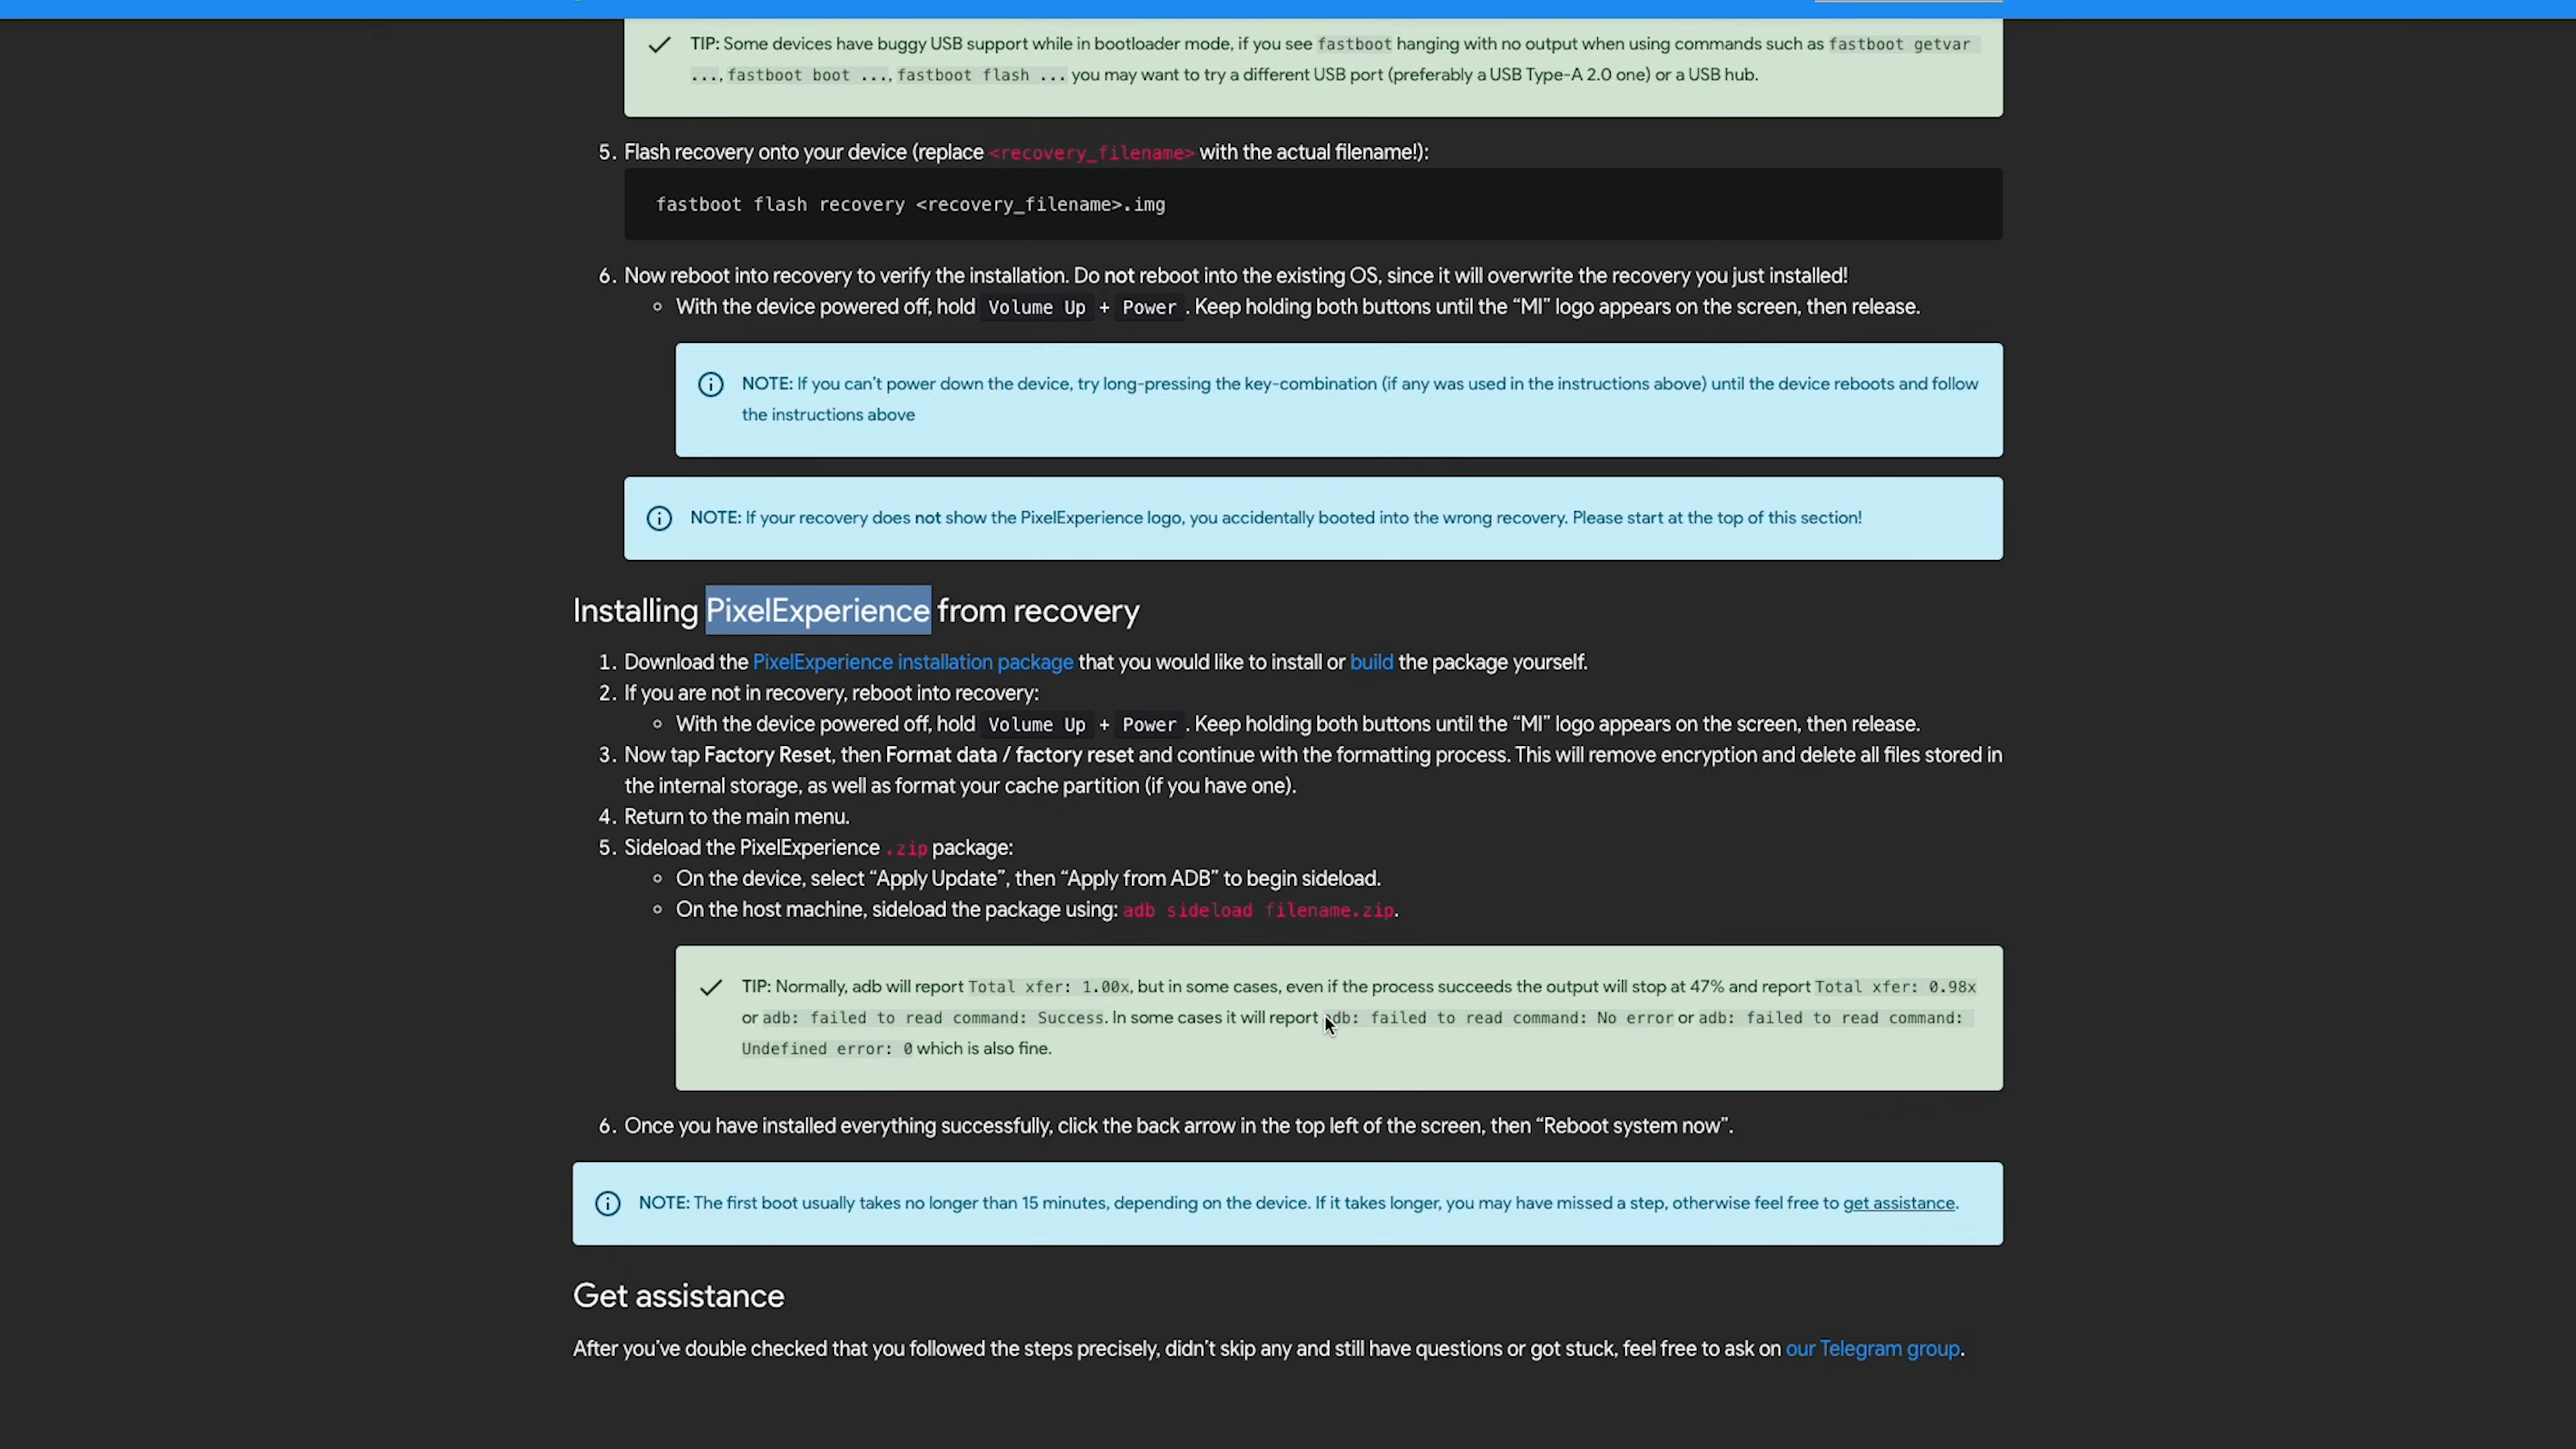 TIP: Some devices have buggy USB support while in bootloader mode, if you see fastboot hanging with no output when using commands such as fastboot getvar
..., fastboot boot ..., fastboot flash ... you may want to try a different USB port (preferably a USB Type-A 2.0 one) or a USB hub.
5. Flash recovery onto your device (replace <recovery_filename> with the actual filename!):
fastboot flash recovery <recovery_filename>.img
6. Now reboot into recovery to verify the installation. Do not reboot into the existing OS, since it will overwrite the recovery you just installed!
With the device powered off, hold Volume Up + Power. Keep holding both buttons until the “MI” logo appears on the screen, then release.
NOTE: If you can’t power down the device, try long-pressing the key-combination (if any was used in the instructions above) until the device reboots and follow
the instructions above
NOTE: If your recovery does not show the PixelExperience logo, you accidentally booted into the wrong recovery. Please start at the top of this section!
Installing PixelExperience from recovery
1. Download the PixelExperience installation package that you would like to install or build the package yourself.
2. If you are not in recovery, reboot into recovery:
With the device powered off, hold Volume Up + Power. Keep holding both buttons until the “MI” logo appears on the screen, then release.
3. Now tap Factory Reset, then Format data / factory reset and continue with the formatting process. This will remove encryption and delete all files stored in
the internal storage, as well as format your cache partition (if you have one).
4. Return to the main menu.
5. Sideload the PixelExperience .zip package:
On the device, select “Apply Update”, then “Apply from ADB” to begin sideload.
On the host machine, sideload the package using: adb sideload filename.zip.
TIP: Normally, adb will report Total xfer: 1.00x, but in some cases, even if the process succeeds the output will stop at 47% and report Total xfer: 0.98x
or adb: failed to read command: Success. In some cases it will report adb: failed to read command: No error or adb: failed to read command:
Undefined error: 0 which is also fine.
6. Once you have installed everything successfully, click the back arrow in the top left of the screen, then “Reboot system now”.
NOTE: The first boot usually takes no longer than 15 minutes, depending on the device. If it takes longer, you may have missed a step, otherwise feel free to get assistance.
Get assistance
After you’ve double checked that you followed the steps precisely, didn’t skip any and still have questions or got stuck, feel free to ask on our Telegram group.